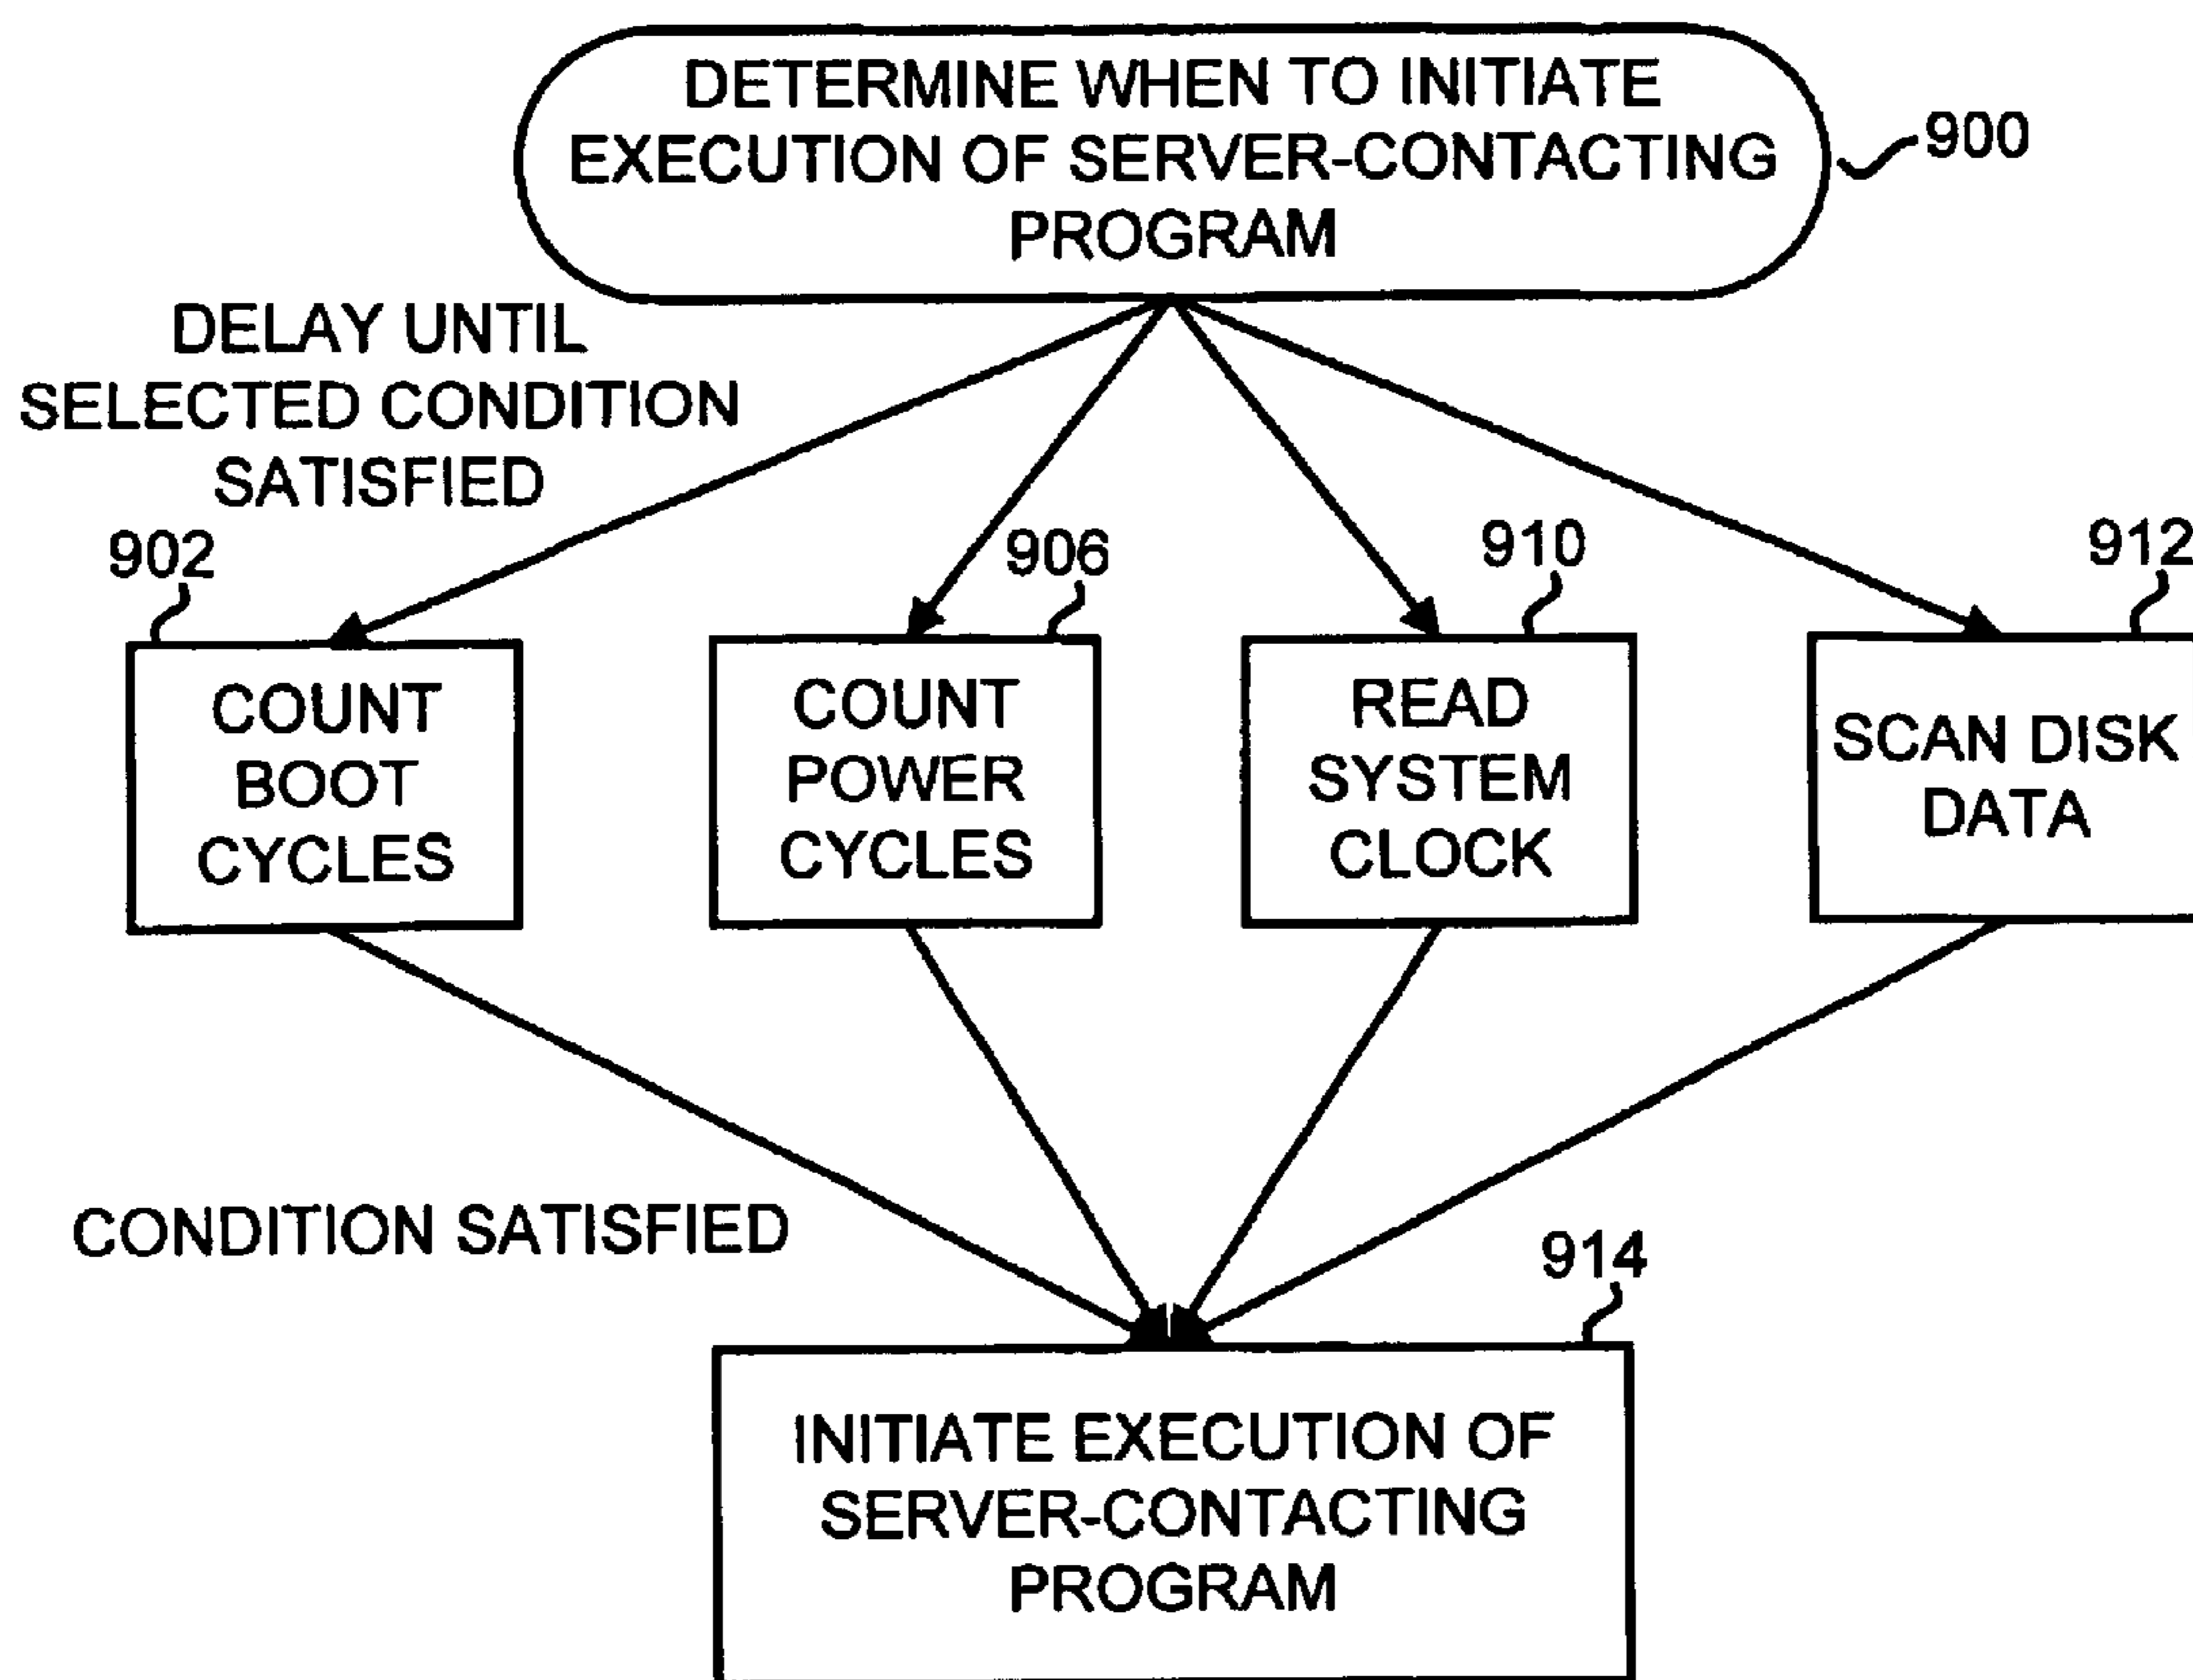 DETERMINE WHEN TO INITIATE
EXECUTION OF SERVER-CONTACTING
PROGRAM
900
DELAY UNTIL
SELECTED CONDITION
SATISFIED
902
906
910
912
COUNT
BOOT
CYCLES
COUNT
POWER
CYCLES
READ
SYSTEM
CLOCK
SCAN DISK
DATA
CONDITION SATISFIED
914
INITIATE EXECUTION OF
SERVER-CONTACTING
PROGRAM